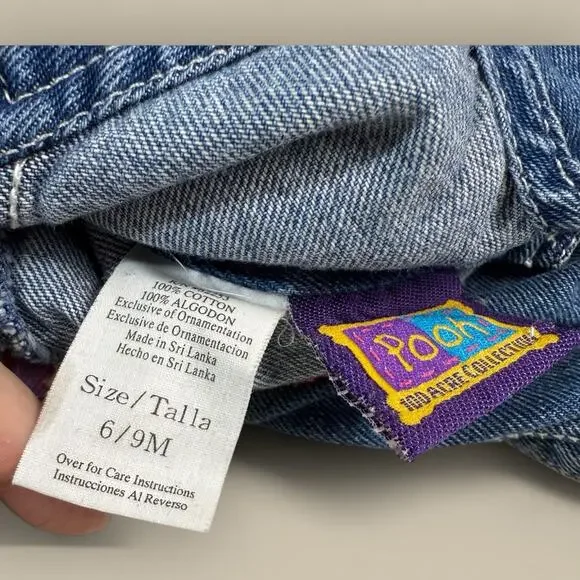 100% COTTON
100% ALGODON
Exclusive of Ornamentation
Exclusive de Ornamentación
Made in Sri Lanka
Hecho en Sri Lanka
Size/Talla
6/9M
Over for Care Instructions
Instrucciones Al Reverso
Pooh
100 ACRE COLLECTION